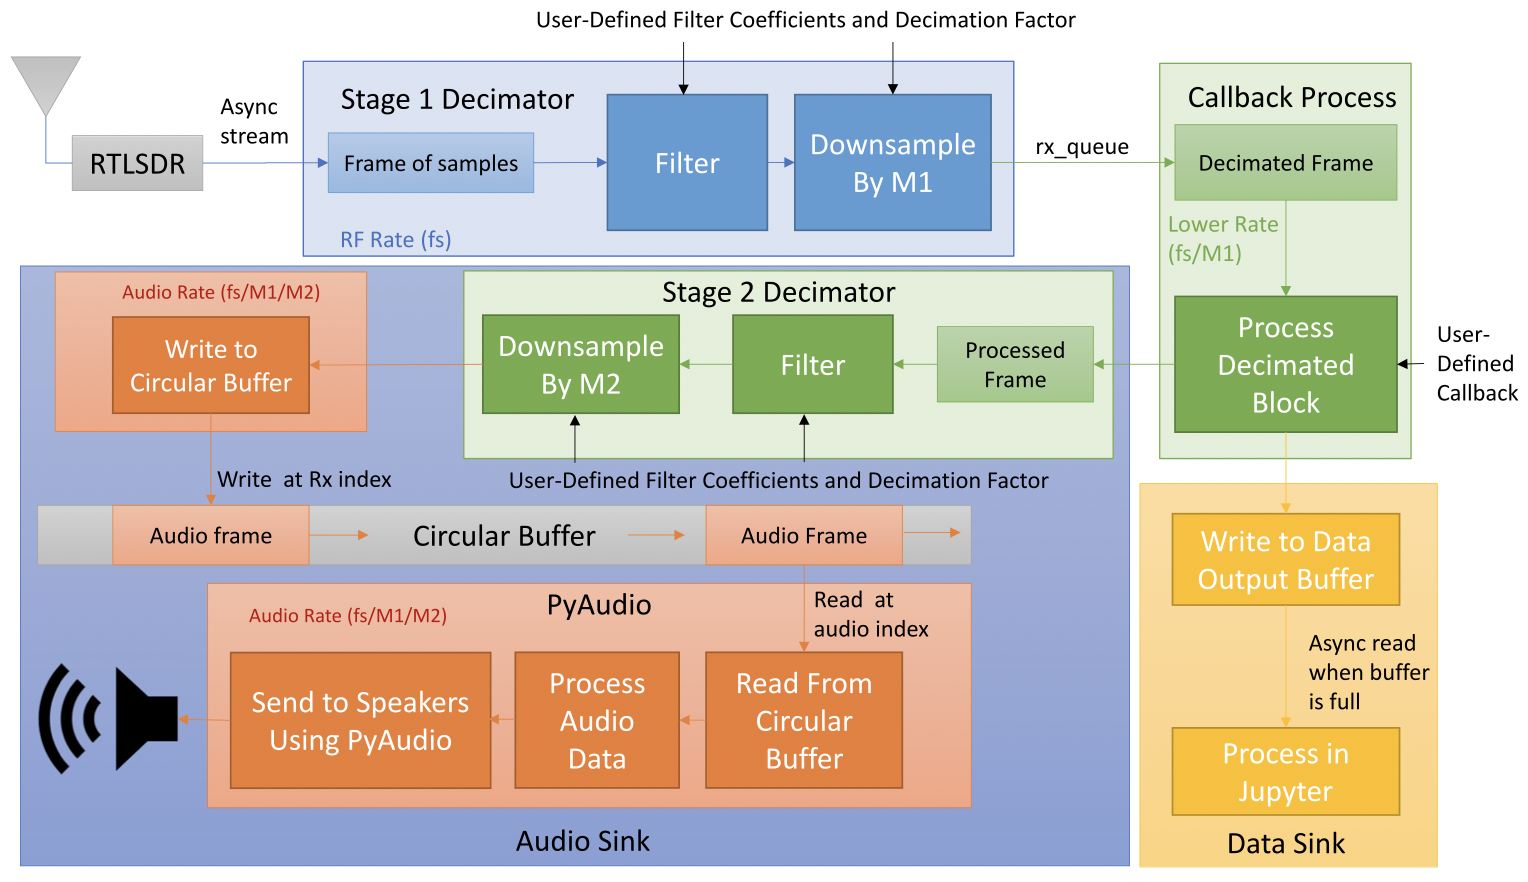 User-Defined Filter Coefficients and Decimation Factor
Stage 1 Decimator
Async
stream
RTLSDR
Frame of samples
Filter
Downsample
By M1
RF Rate (fs)
rx_queue
Callback Process
Decimated Frame
Lower Rate
(fs/M1)
Process
Decimated
Block
User-
Defined
Callback
Stage 2 Decimator
Processed
Frame
Filter
Downsample
By M2
User-Defined Filter Coefficients and Decimation Factor
Audio Rate (fs/M1/M2)
Write to
Circular Buffer
Write  at Rx index
Audio frame
Circular Buffer
Audio Frame
Read  at
audio index
PyAudio
Audio Rate (fs/M1/M2)
Read From
Circular
Buffer
Process
Audio
Data
Send to Speakers
Using PyAudio
Audio Sink
Write to Data
Output Buffer
Async read
when buffer
is full
Process in
Jupyter
Data Sink